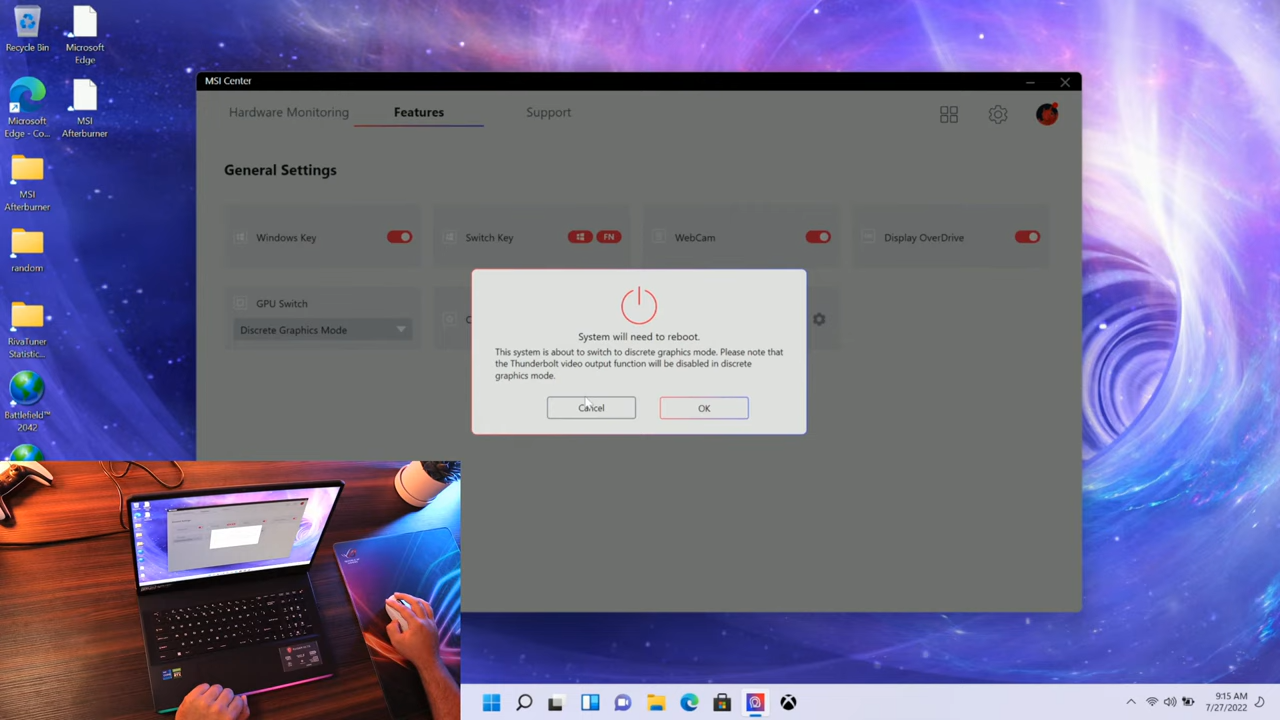 Recycle Bin
Microsoft
Edge
Microsoft
Edge - Co...
MSI
Afterburner
MSI
Afterburner
random
RivaTuner
Statistic...
Battlefield™
2042
MSI Center
Hardware Monitoring
Features
Support
General Settings
Windows Key
Switch Key
FN
WebCam
Display OverDrive
GPU Switch
Discrete Graphics Mode
System will need to reboot.
This system is about to switch to discrete graphics mode. Please note that
the Thunderbolt video output function will be disabled in discrete
graphics mode.
Cancel
OK
9:15 AM
7/27/2022